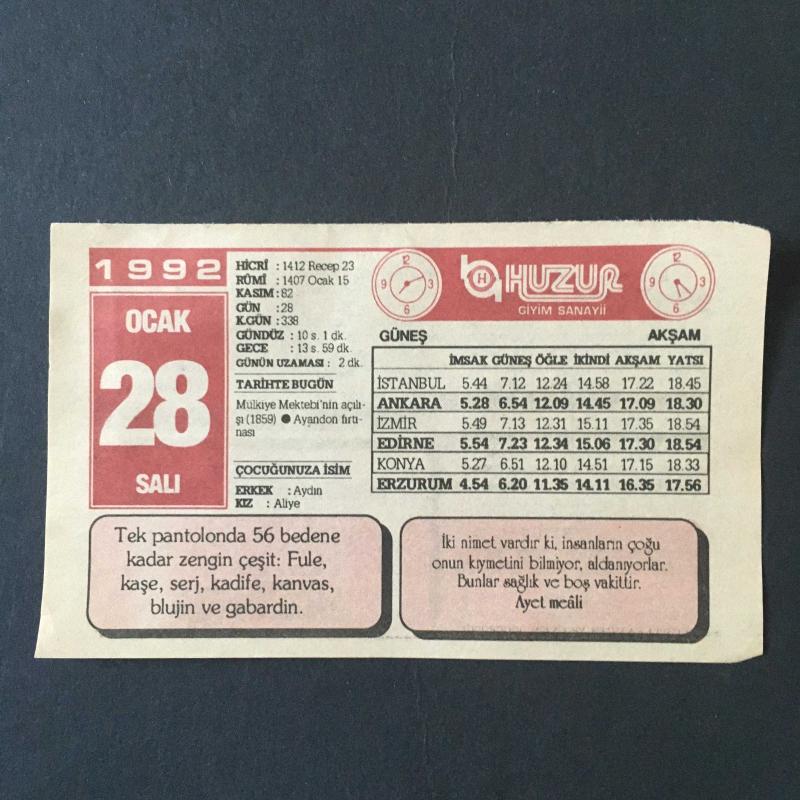 1992
OCAK
28
SALI
HİCRİ : 1412 Recep 23
RÛMİ : 1407 Ocak 15
KASIM : 82
GÜN : 28
K.GÜN : 338
GÜNDÜZ : 10 s. 1 dk.
GECE : 13 s. 59 dk.
GÜNÜN UZAMASI : 2 dk.
TARİHTE BUGÜN
Mülkiye Mektebi'nin açılı-
şı (1859) ● Ayandon fırtı-
nası
ÇOCUĞUNUZA İSİM
ERKEK : Aydın
KIZ : Aliye
12 3 6 9
H HUZUR
GİYİM SANAYİİ
12 3 6 9
GÜNEŞ AKŞAM
İMSAK GÜNEŞ ÖĞLE İKİNDİ AKŞAM YATSI
İSTANBUL 5.44 7.12 12.24 14.58 17.22 18.45
ANKARA 5.28 6.54 12.09 14.45 17.09 18.30
İZMİR 5.49 7.13 12.31 15.11 17.35 18.54
EDİRNE 5.54 7.23 12.34 15.06 17.30 18.54
KONYA 5.27 6.51 12.10 14.51 17.15 18.33
ERZURUM 4.54 6.20 11.35 14.11 16.35 17.56
Tek pantolonda 56 bedene
kadar zengin çeşit: Fule,
kaşe, serj, kadife, kanvas,
blujin ve gabardin.
İki nimet vardır ki, insanların çoğu
onun kıymetini bilmiyor, aldanıyorlar.
Bunlar sağlık ve boş vakittir.
Ayet meâli